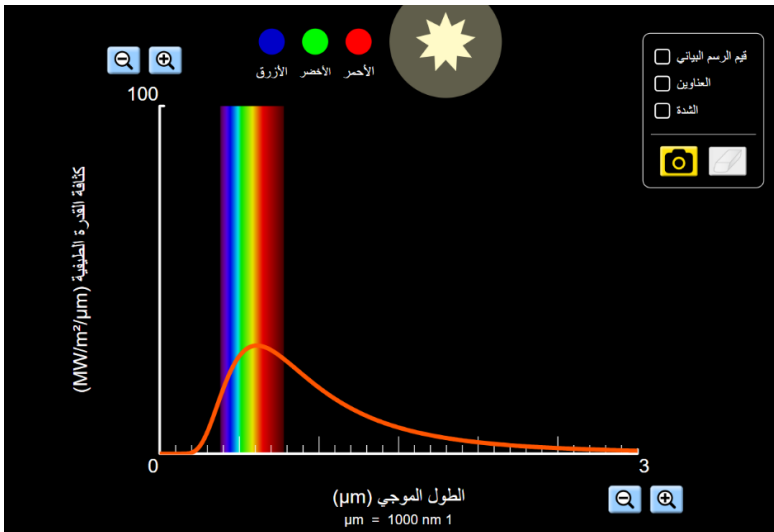 الأزرق الأخضر الأحمر
قيم الرسم البياني
العناوين
الشدة
100
كثافة القدرة الطيفية (MW/m²/µm)
0
3
الطول الموجي (µm)
µm = 1000 nm 1